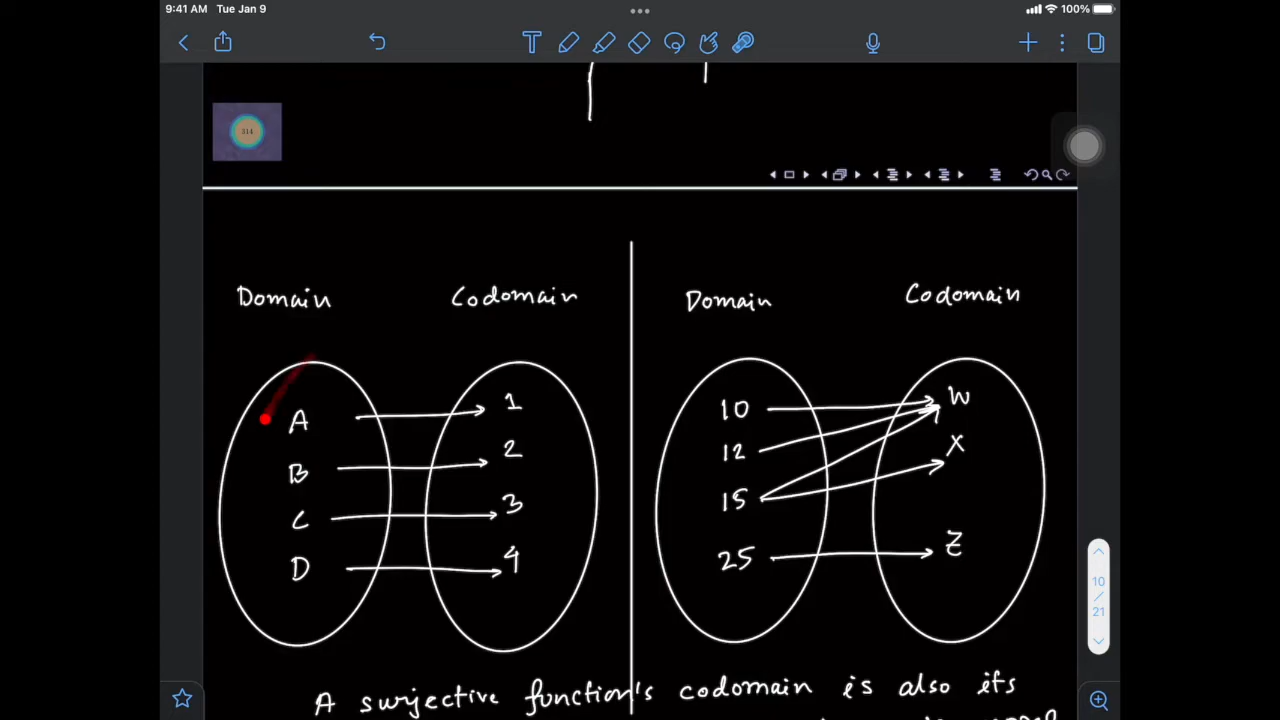 9:41 AM Tue Jan 9
100%
314
Domain Codomain Domain Codomain
A 1 10 W
B 2 12 X
C 3 15
D 4 25 Z
A surjective function's codomain is also its
10
/
21